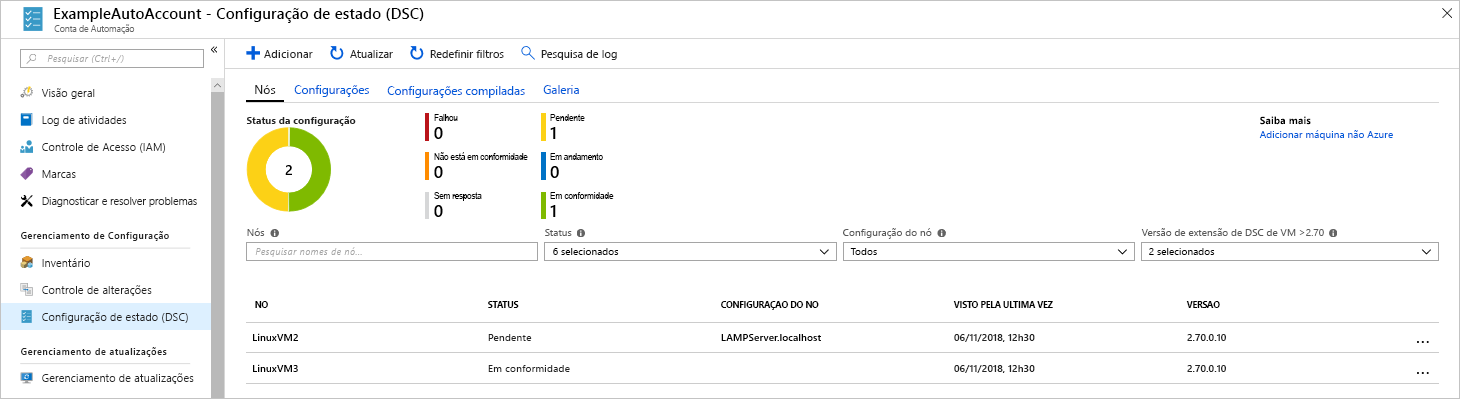 ExampleAutoAccount - Configuração de estado (DSC)
Conta de Automação
Pesquisar (Ctrl+/)
«
Visão geral
Log de atividades
Controle de Acesso (IAM)
Marcas
Diagnosticar e resolver problemas
Gerenciamento de Configuração
Inventário
Controle de alterações
Configuração de estado (DSC)
Gerenciamento de atualizações
Gerenciamento de atualizações
Adicionar Atualizar Redefinir filtros Pesquisa de log
Nós Configurações Configurações compiladas Galeria
Status da configuração
2
Falhou
0
Pendente
1
Não está em conformidade
0
Em andamento
0
Sem resposta
0
Em conformidade
1
Saiba mais
Adicionar máquina não Azure
Nós
Pesquisar nomes de nó...
Status
6 selecionados
Configuração do nó
Todos
Versão de extensão de DSC de VM >2.70
2 selecionados
NO STATUS CONFIGURAÇAO DO NO VISTO PELA ULTIMA VEZ VERSAO
LinuxVM2 Pendente LAMPServer.localhost 06/11/2018, 12h30 2.70.0.10 ...
LinuxVM3 Em conformidade 06/11/2018, 12h30 2.70.0.10 ...